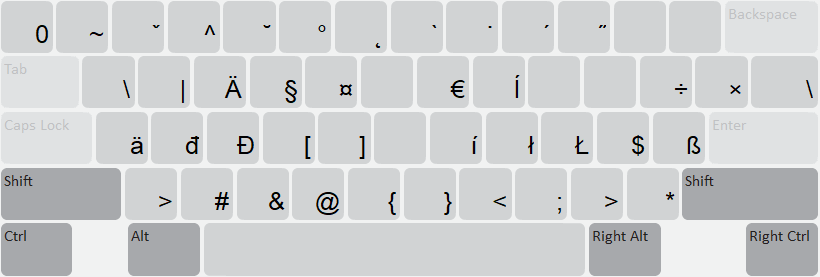 0 ~ ˇ ^ ˘ ° ˛ ` ˙ ´ ˝ Backspace
Tab \ | Ä § ¤ € Í ÷ × \
Caps Lock ä đ Đ [ ] í ł Ł $ ß Enter
Shift > # & @ { } < ; > * Shift
Ctrl Alt Right Alt Right Ctrl